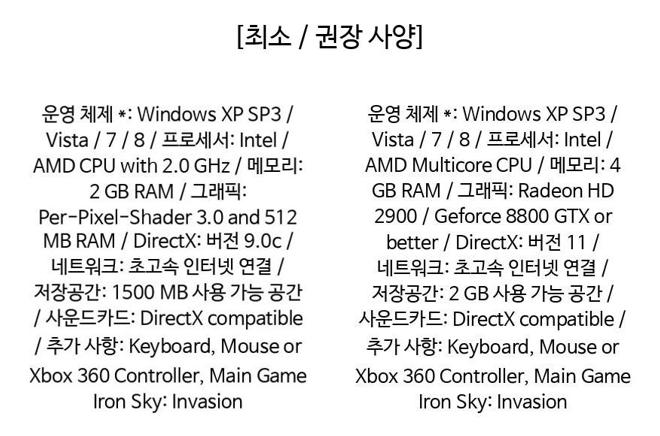 [최소 / 권장 사양]
운영 체제 *: Windows XP SP3 /
Vista / 7 / 8 / 프로세서: Intel /
AMD CPU with 2.0 GHz / 메모리:
2 GB RAM / 그래픽:
Per-Pixel-Shader 3.0 and 512
MB RAM / DirectX: 버전 9.0c /
네트워크: 초고속 인터넷 연결 /
저장공간: 1500 MB 사용 가능 공간
/ 사운드카드: DirectX compatible
/ 추가 사항: Keyboard, Mouse or
Xbox 360 Controller, Main Game
Iron Sky: Invasion
운영 체제 *: Windows XP SP3 /
Vista / 7 / 8 / 프로세서: Intel /
AMD Multicore CPU / 메모리: 4
GB RAM / 그래픽: Radeon HD
2900 / Geforce 8800 GTX or
better / DirectX: 버전 11 /
네트워크: 초고속 인터넷 연결 /
저장공간: 2 GB 사용 가능 공간 /
사운드카드: DirectX compatible /
추가 사항: Keyboard, Mouse or
Xbox 360 Controller, Main Game
Iron Sky: Invasion